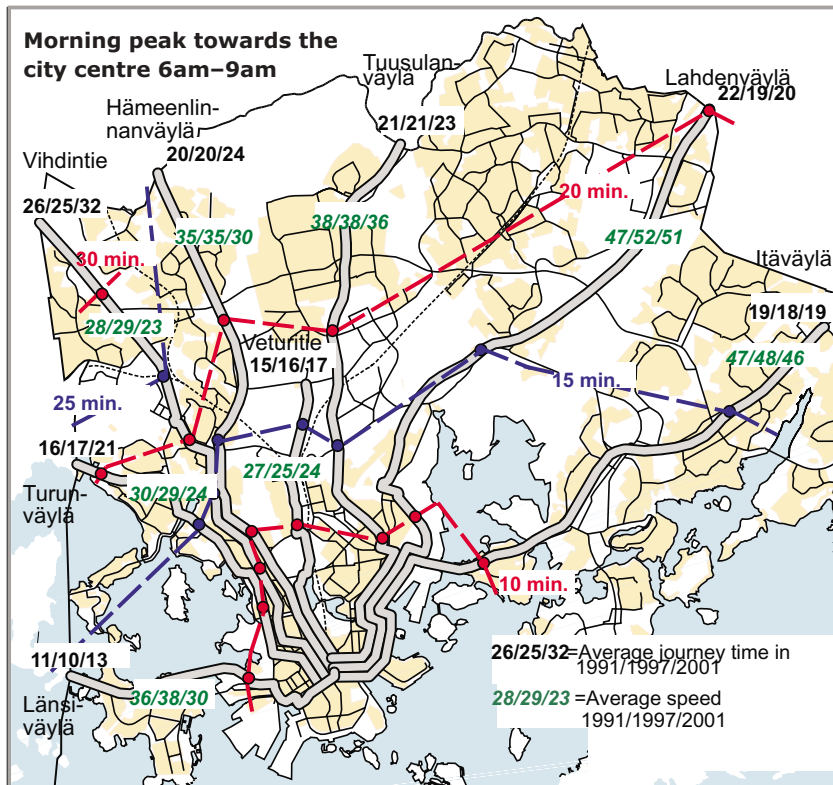 Morning peak towards the
city centre 6am–9am
Tuusulan-
väylä
21/21/23
Lahdenväylä
22/19/20
Hämeenlin-
nanväylä
20/20/24
Vihdintie
26/25/32
20 min.
35/35/30
38/38/36
47/52/51
30 min.
Itäväylä
19/18/19
28/29/23
Veturitie
15/16/17
47/48/46
15 min.
25 min.
16/17/21
Turun-
väylä
30/29/24
27/25/24
10 min.
11/10/13
Länsi-
väylä
36/38/30
26/25/32=Average journey time in
1991/1997/2001
28/29/23 =Average speed
1991/1997/2001